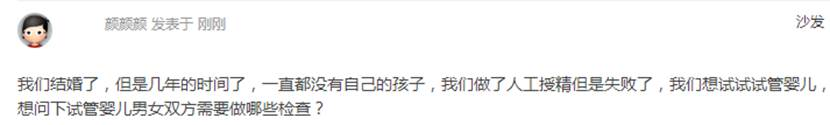 颜颜颜 发表于 刚刚 沙发
我们结婚了，但是几年的时间了，一直都没有自己的孩子，我们做了人工授精但是失败了，我们想试试试管婴儿，
想问下试管婴儿男女双方需要做哪些检查？